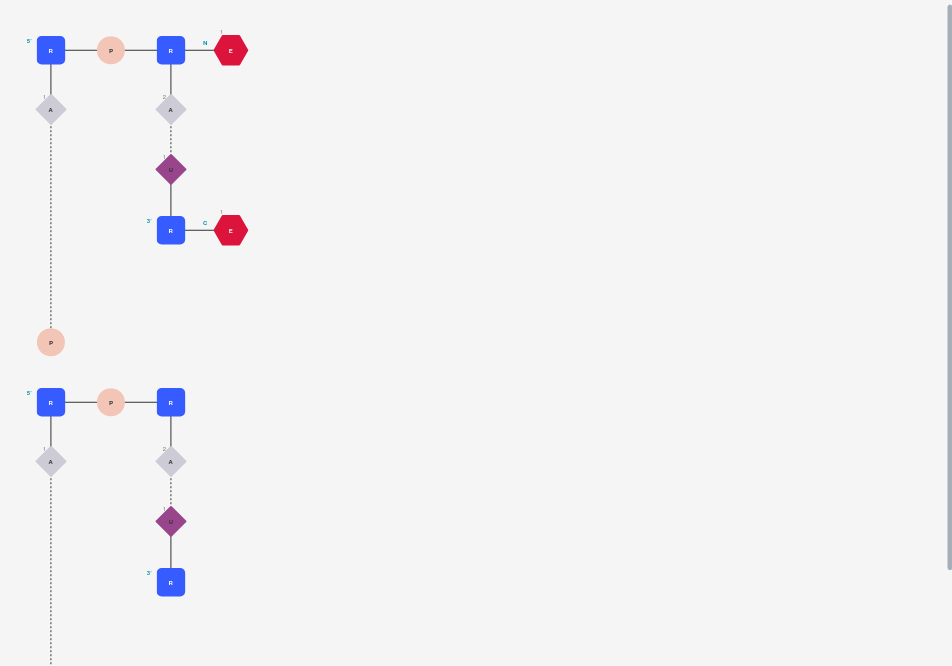 5' R P R N 1 E
1 A 2 A
1 U
3' R C 1 E
P
5' R P R
1 A 2 A
1 U
3' R